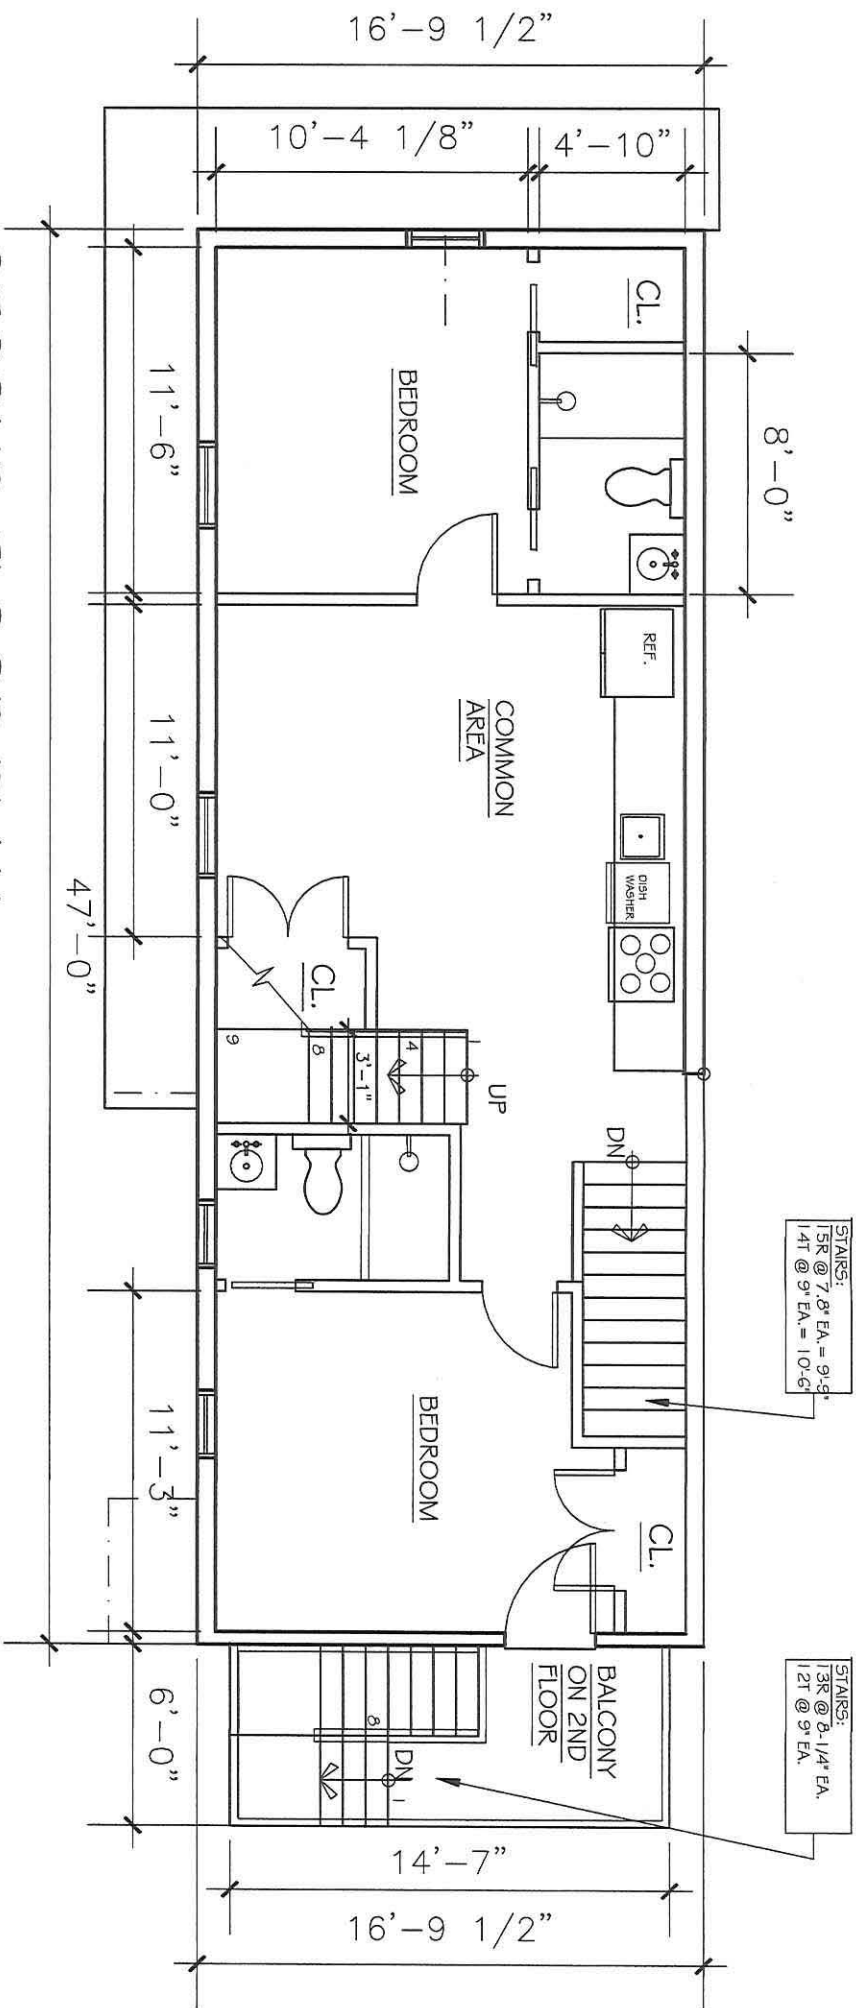 16'-9 1/2"
10'-4 1/8"
4'-10"
CL.
8'-0"
BEDROOM
11'-6"
REF.
COMMON
AREA
11'-0"
DISH
WASHER
47'-0"
CL.
9
8
3'-1"
4
UP
DN
STAIRS:
15R @ 7.8" EA.= 9'-9"
14T @ 9" EA.= 10'-6"
BEDROOM
11'-3"
CL.
BALCONY
ON 2ND
FLOOR
8
DN
1
6'-0"
STAIRS:
13R @ 8-1/4" EA.
12T @ 9" EA.
14'-7"
16'-9 1/2"